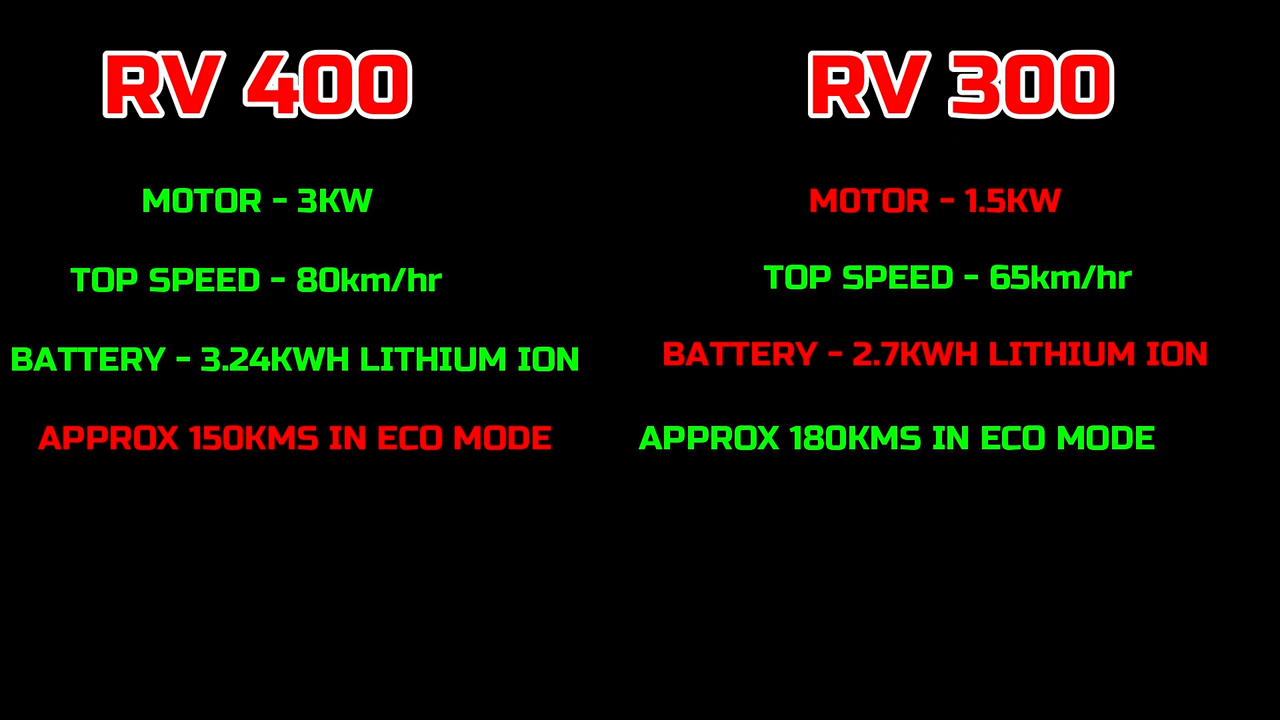 RV 400
MOTOR - 3KW
TOP SPEED - 80km/hr
BATTERY - 3.24KWH LITHIUM ION
APPROX 150KMS IN ECO MODE
RV 300
MOTOR - 1.5KW
TOP SPEED - 65km/hr
BATTERY - 2.7KWH LITHIUM ION
APPROX 180KMS IN ECO MODE